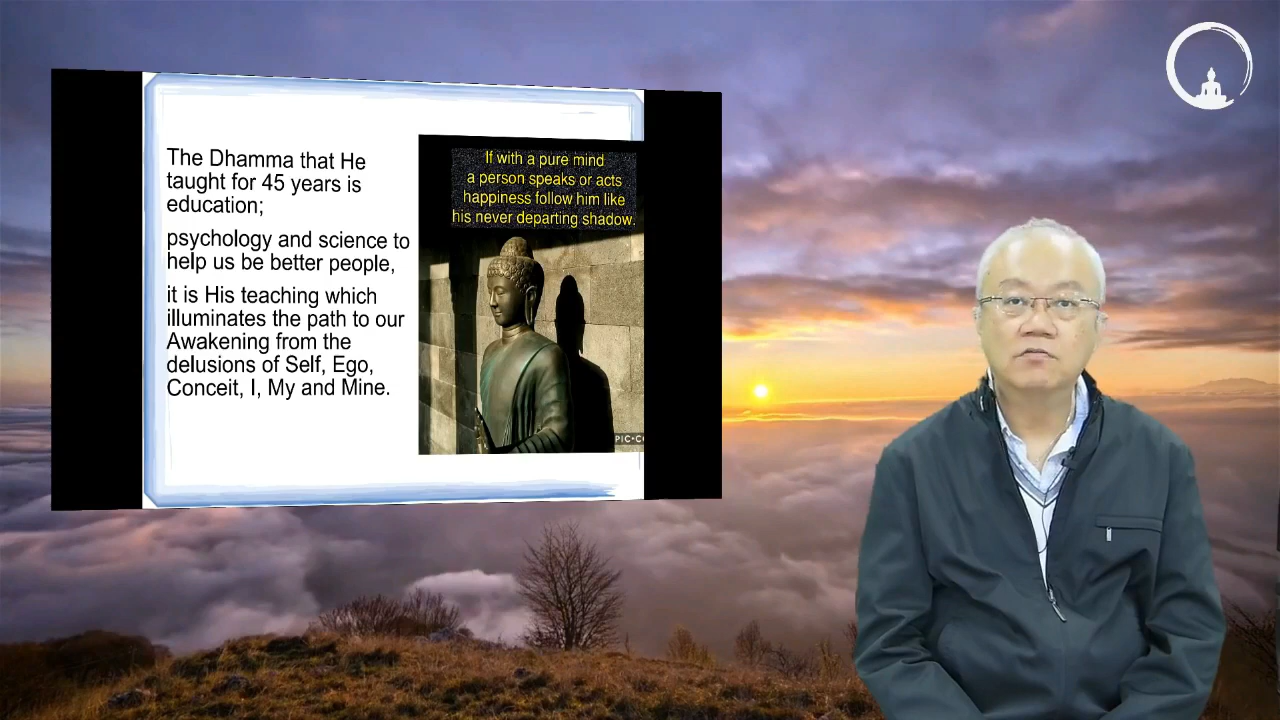 The Dhamma that He
taught for 45 years is
education;
psychology and science to
help us be better people,
it is His teaching which
illuminates the path to our
Awakening from the
delusions of Self, Ego,
Conceit, I, My and Mine.
If with a pure mind
a person speaks or acts
happiness follow him like
his never departing shadow.